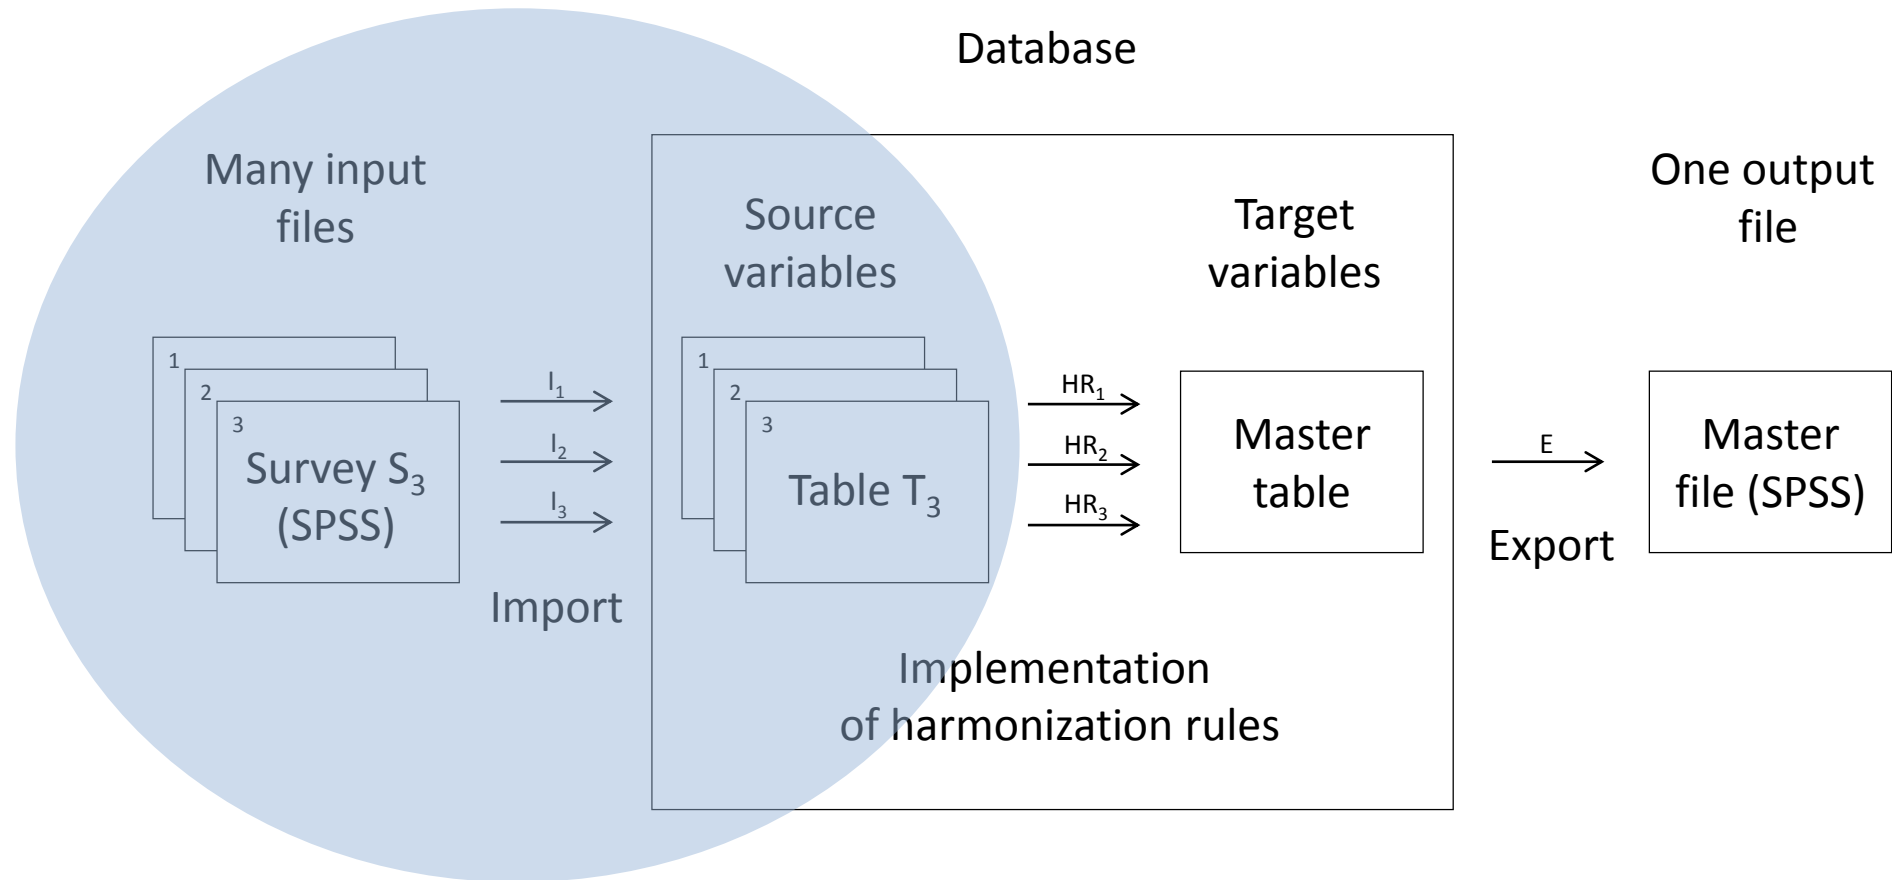 Database
Many input
files
Source
variables
Target
variables
One output
file
1
2
3
Survey S₃
(SPSS)
I₁
I₂
I₃
Import
1
2
3
Table T₃
HR₁
HR₂
HR₃
Master
table
E
Export
Master
file (SPSS)
Implementation
of harmonization rules